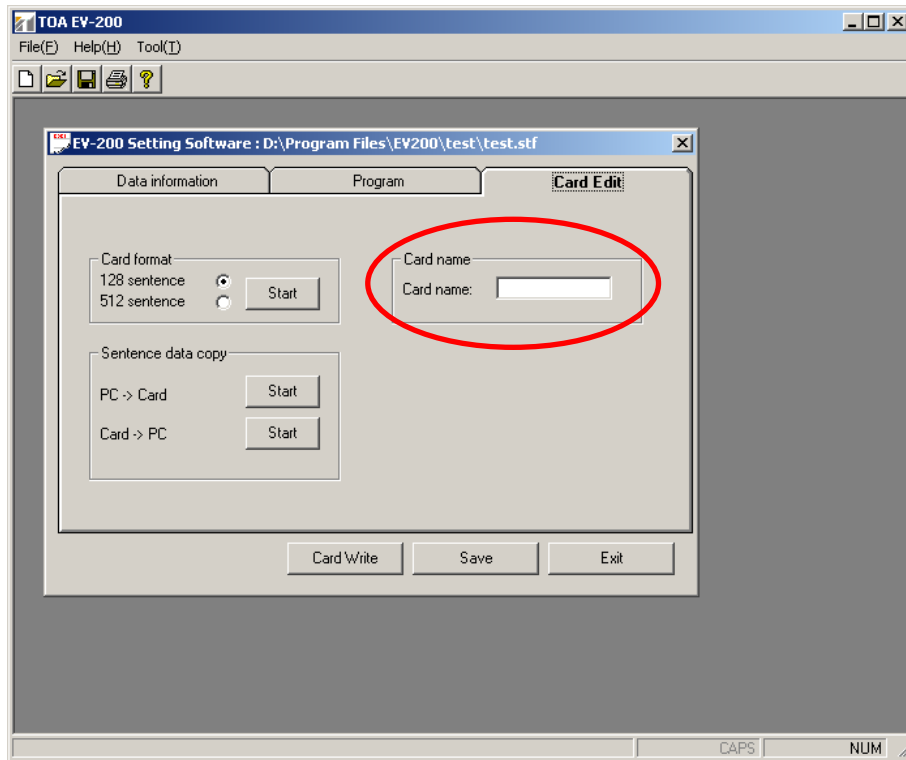 TOA EV-200
File(F) Help(H) Tool(T)
EV-200 Setting Software : D:\Program Files\EV200\test\test.stf
Data information Program Card Edit
Card format
128 sentence
512 sentence
Start
Card name
Card name:
Sentence data copy
PC -> Card Start
Card -> PC Start
Card Write Save Exit
CAPS NUM